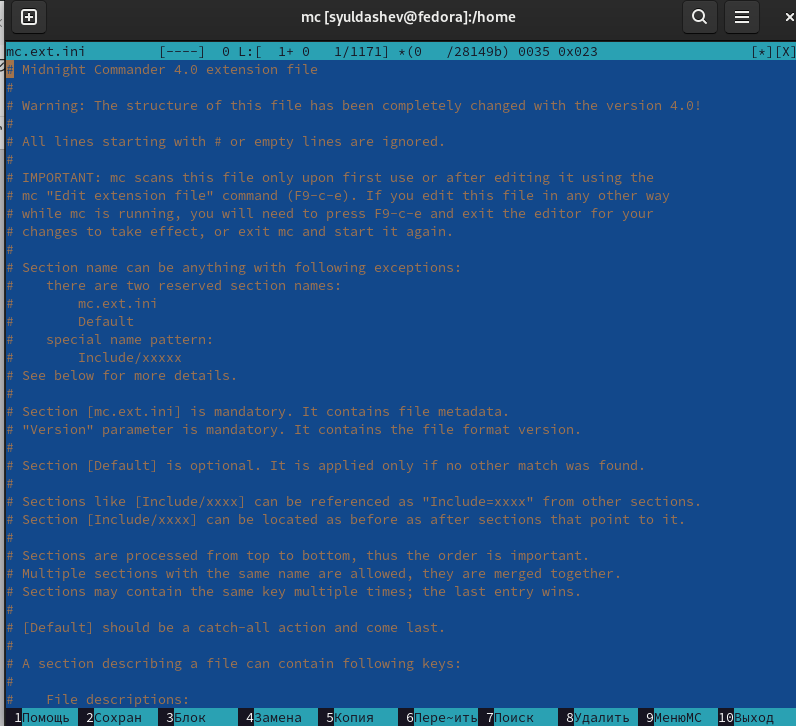 mc [syuldashev@fedora]:/home
mc.ext.ini [----] 0 L:[ 1+ 0 1/1171] *(0 /28149b) 0035 0x023 [*][X]
# Midnight Commander 4.0 extension file
#
# Warning: The structure of this file has been completely changed with the version 4.0!
#
# All lines starting with # or empty lines are ignored.
#
# IMPORTANT: mc scans this file only upon first use or after editing it using the
# mc "Edit extension file" command (F9-c-e). If you edit this file in any other way
# while mc is running, you will need to press F9-c-e and exit the editor for your
# changes to take effect, or exit mc and start it again.
#
# Section name can be anything with following exceptions:
#    there are two reserved section names:
#        mc.ext.ini
#        Default
#    special name pattern:
#        Include/xxxxx
# See below for more details.
#
# Section [mc.ext.ini] is mandatory. It contains file metadata.
# "Version" parameter is mandatory. It contains the file format version.
#
# Section [Default] is optional. It is applied only if no other match was found.
#
# Sections like [Include/xxxx] can be referenced as "Include=xxxx" from other sections.
# Section [Include/xxxx] can be located as before as after sections that point to it.
#
# Sections are processed from top to bottom, thus the order is important.
# Multiple sections with the same name are allowed, they are merged together.
# Sections may contain the same key multiple times; the last entry wins.
#
# [Default] should be a catch-all action and come last.
#
# A section describing a file can contain following keys:
#
#    File descriptions:
1Помощь 2Сохран 3Блок 4Замена 5Копия 6Пере~ить 7Поиск 8Удалить 9МенюMC 10Выход